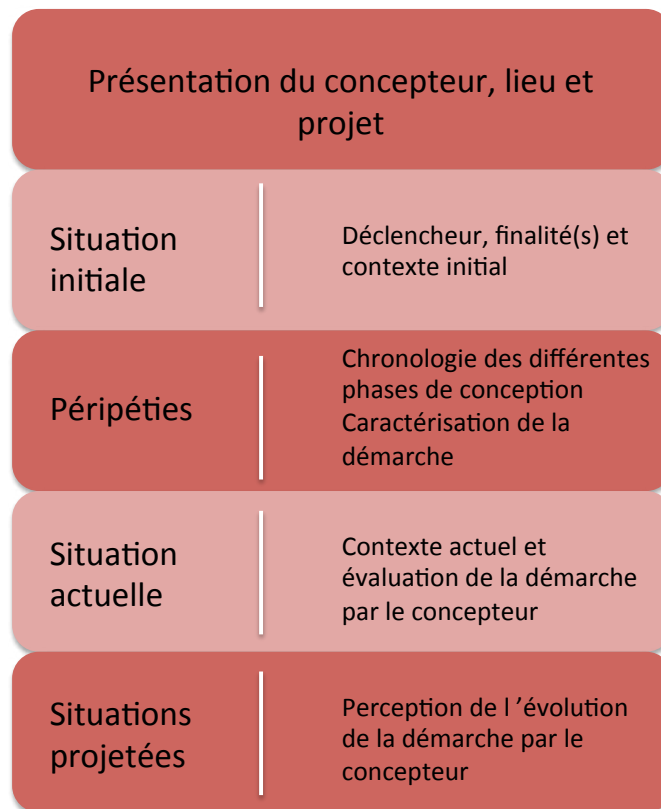 Présentation du concepteur, lieu et
projet
Situation
initiale
Déclencheur, finalité(s) et
contexte initial
Péripéties
Chronologie des différentes
phases de conception
Caractérisation de la
démarche
Situation
actuelle
Contexte actuel et
évaluation de la démarche
par le concepteur
Situations
projetées
Perception de l ’évolution
de la démarche par le
concepteur